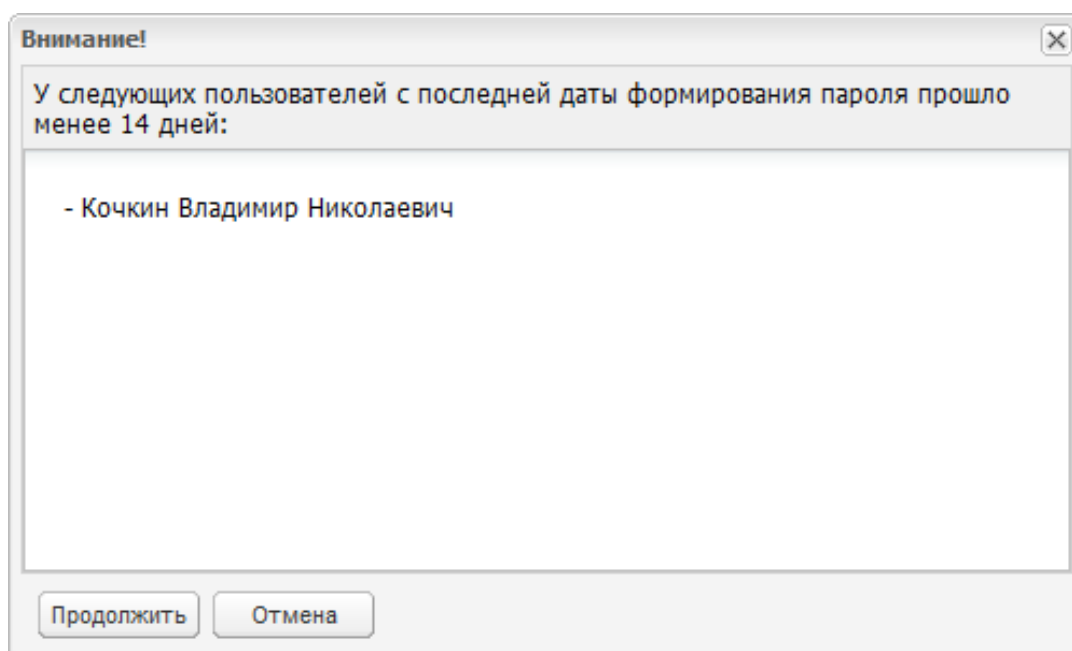 Внимание!
У следующих пользователей с последней даты формирования пароля прошло
менее 14 дней:
- Кочкин Владимир Николаевич
Продолжить
Отмена